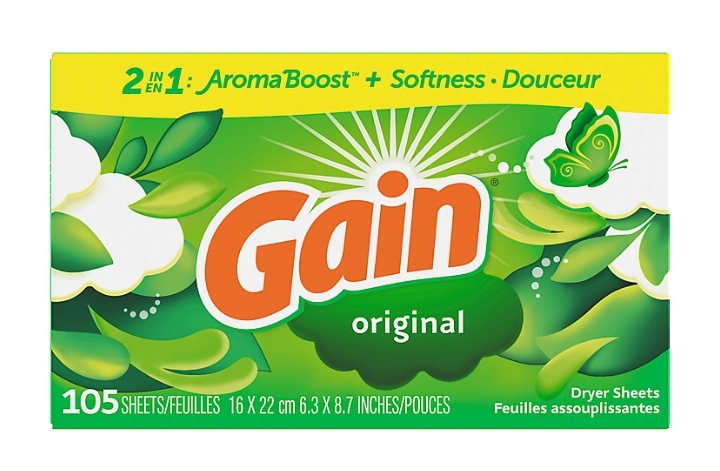 2 IN EN 1: AromaBoost™ + Softness • Douceur
Gain®
original
105 SHEETS/FEUILLES 16 X 22 cm 6.3 X 8.7 INCHES/POUCES
Dryer Sheets
Feuilles assouplissantes